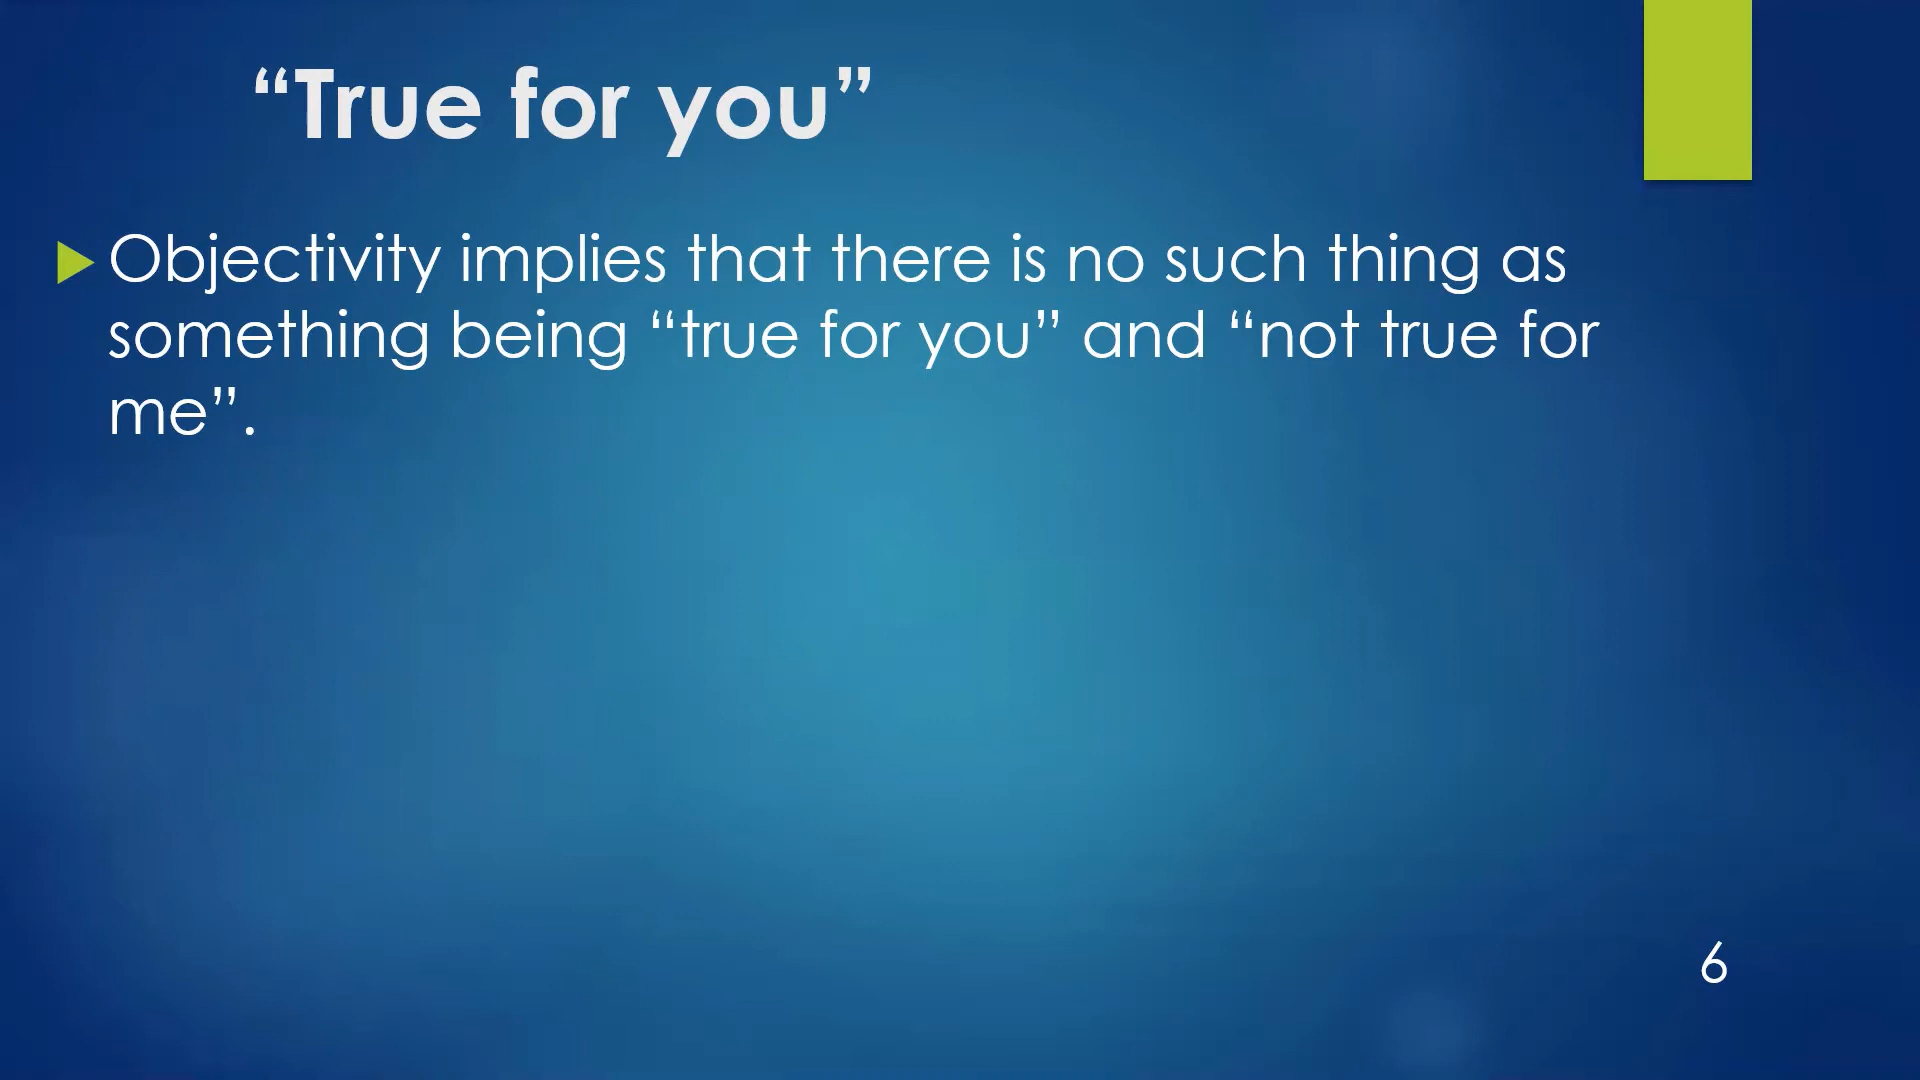 “True for you”
Objectivity implies that there is no such thing as
something being “true for you” and “not true for
me”.
6